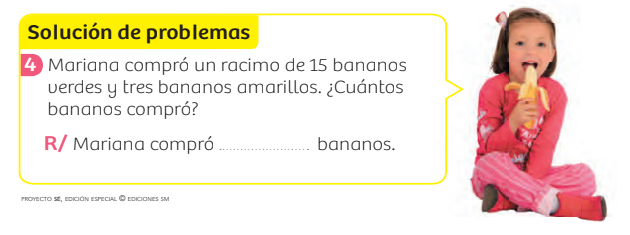 Solución de problemas
4 Mariana compró un racimo de 15 bananos
verdes y tres bananos amarillos. ¿Cuántos
bananos compró?
R/ Mariana compró ......................... bananos.
PROYECTO SÉ, EDICIÓN ESPECIAL © EDICIONES SM